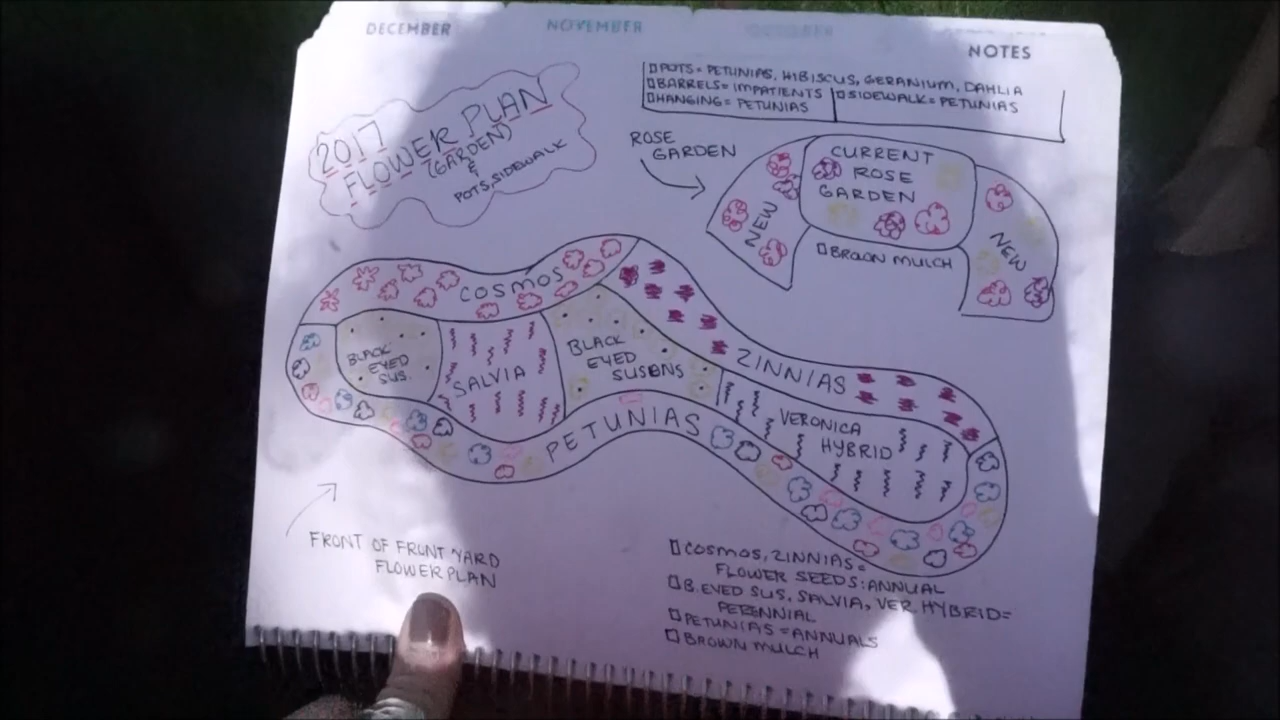 DECEMBER
NOVEMBER
OCTOBER
NOTES
2017
FLOWER PLAN
(GARDEN)
&
POTS, SIDEWALK
POTS = PETUNIAS, HIBISCUS, GERANIUM, DAHLIA
BARRELS = IMPATIENTS
SIDEWALK = PETUNIAS
HANGING = PETUNIAS
ROSE
GARDEN
CURRENT
ROSE
GARDEN
NEW
NEW
BROWN MULCH
COSMOS
BLACK
EYED
SUS.
SALVIA
BLACK
EYED
SUSANS
ZINNIAS
PETUNIAS
VERONICA
HYBRID
FRONT OF FRONT YARD
FLOWER PLAN
COSMOS, ZINNIAS =
FLOWER SEEDS: ANNUAL
B. EYED SUS, SALVIA, VER. HYBRID =
PERENNIAL
PETUNIAS = ANNUALS
BROWN MULCH